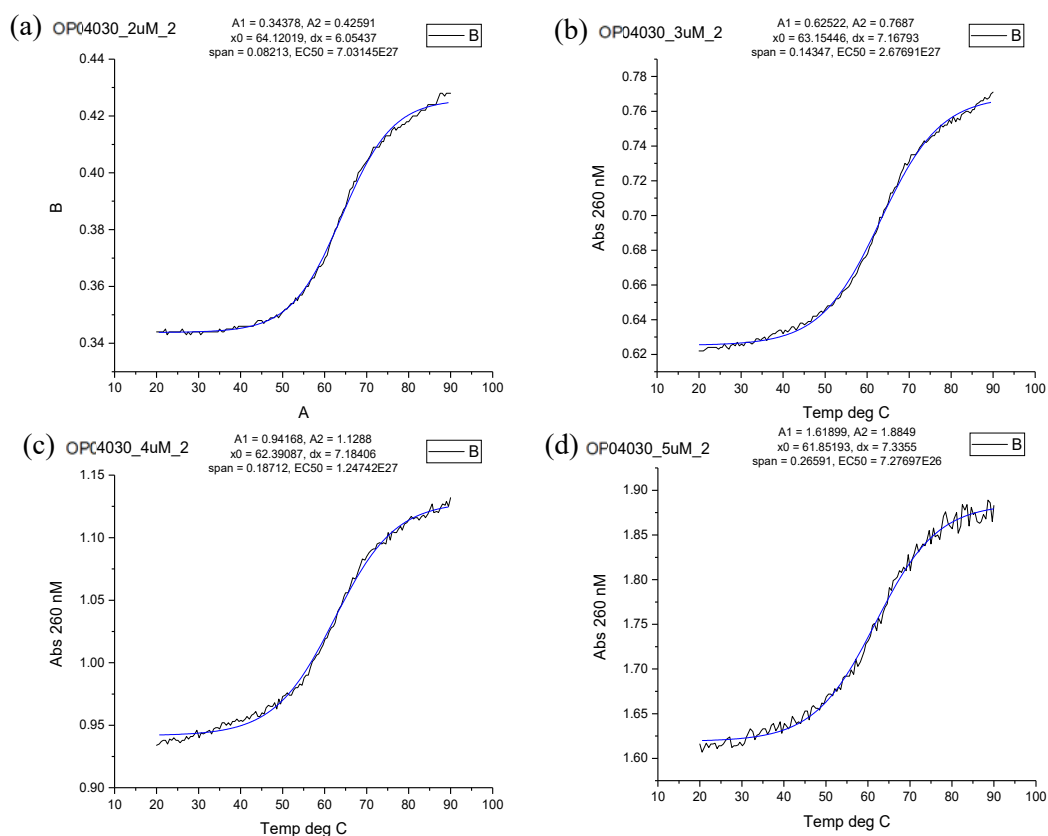 (a) OP04030_2uM_2
A1 = 0.34378, A2 = 0.42591
x0 = 64.12019, dx = 6.05437
span = 0.08213, EC50 = 7.03145E27
B
0.44
0.42
0.40
0.38
0.36
0.34
B
10 20 30 40 50 60 70 80 90 100
A
(b) OP04030_3uM_2
A1 = 0.62522, A2 = 0.7687
x0 = 63.15446, dx = 7.16793
span = 0.14347, EC50 = 2.67691E27
B
0.78
0.76
0.74
0.72
0.70
0.68
0.66
0.64
0.62
Abs 260 nM
10 20 30 40 50 60 70 80 90 100
Temp deg C
(c) OP04030_4uM_2
A1 = 0.94168, A2 = 1.1288
x0 = 62.39087, dx = 7.18406
span = 0.18712, EC50 = 1.24742E27
B
1.15
1.10
1.05
1.00
0.95
0.90
Abs 260 nM
10 20 30 40 50 60 70 80 90 100
Temp deg C
(d) OP04030_5uM_2
A1 = 1.61899, A2 = 1.8849
x0 = 61.85193, dx = 7.3355
span = 0.26591, EC50 = 7.27697E26
B
1.90
1.85
1.80
1.75
1.70
1.65
1.60
Abs 260 nM
10 20 30 40 50 60 70 80 90 100
Temp deg C